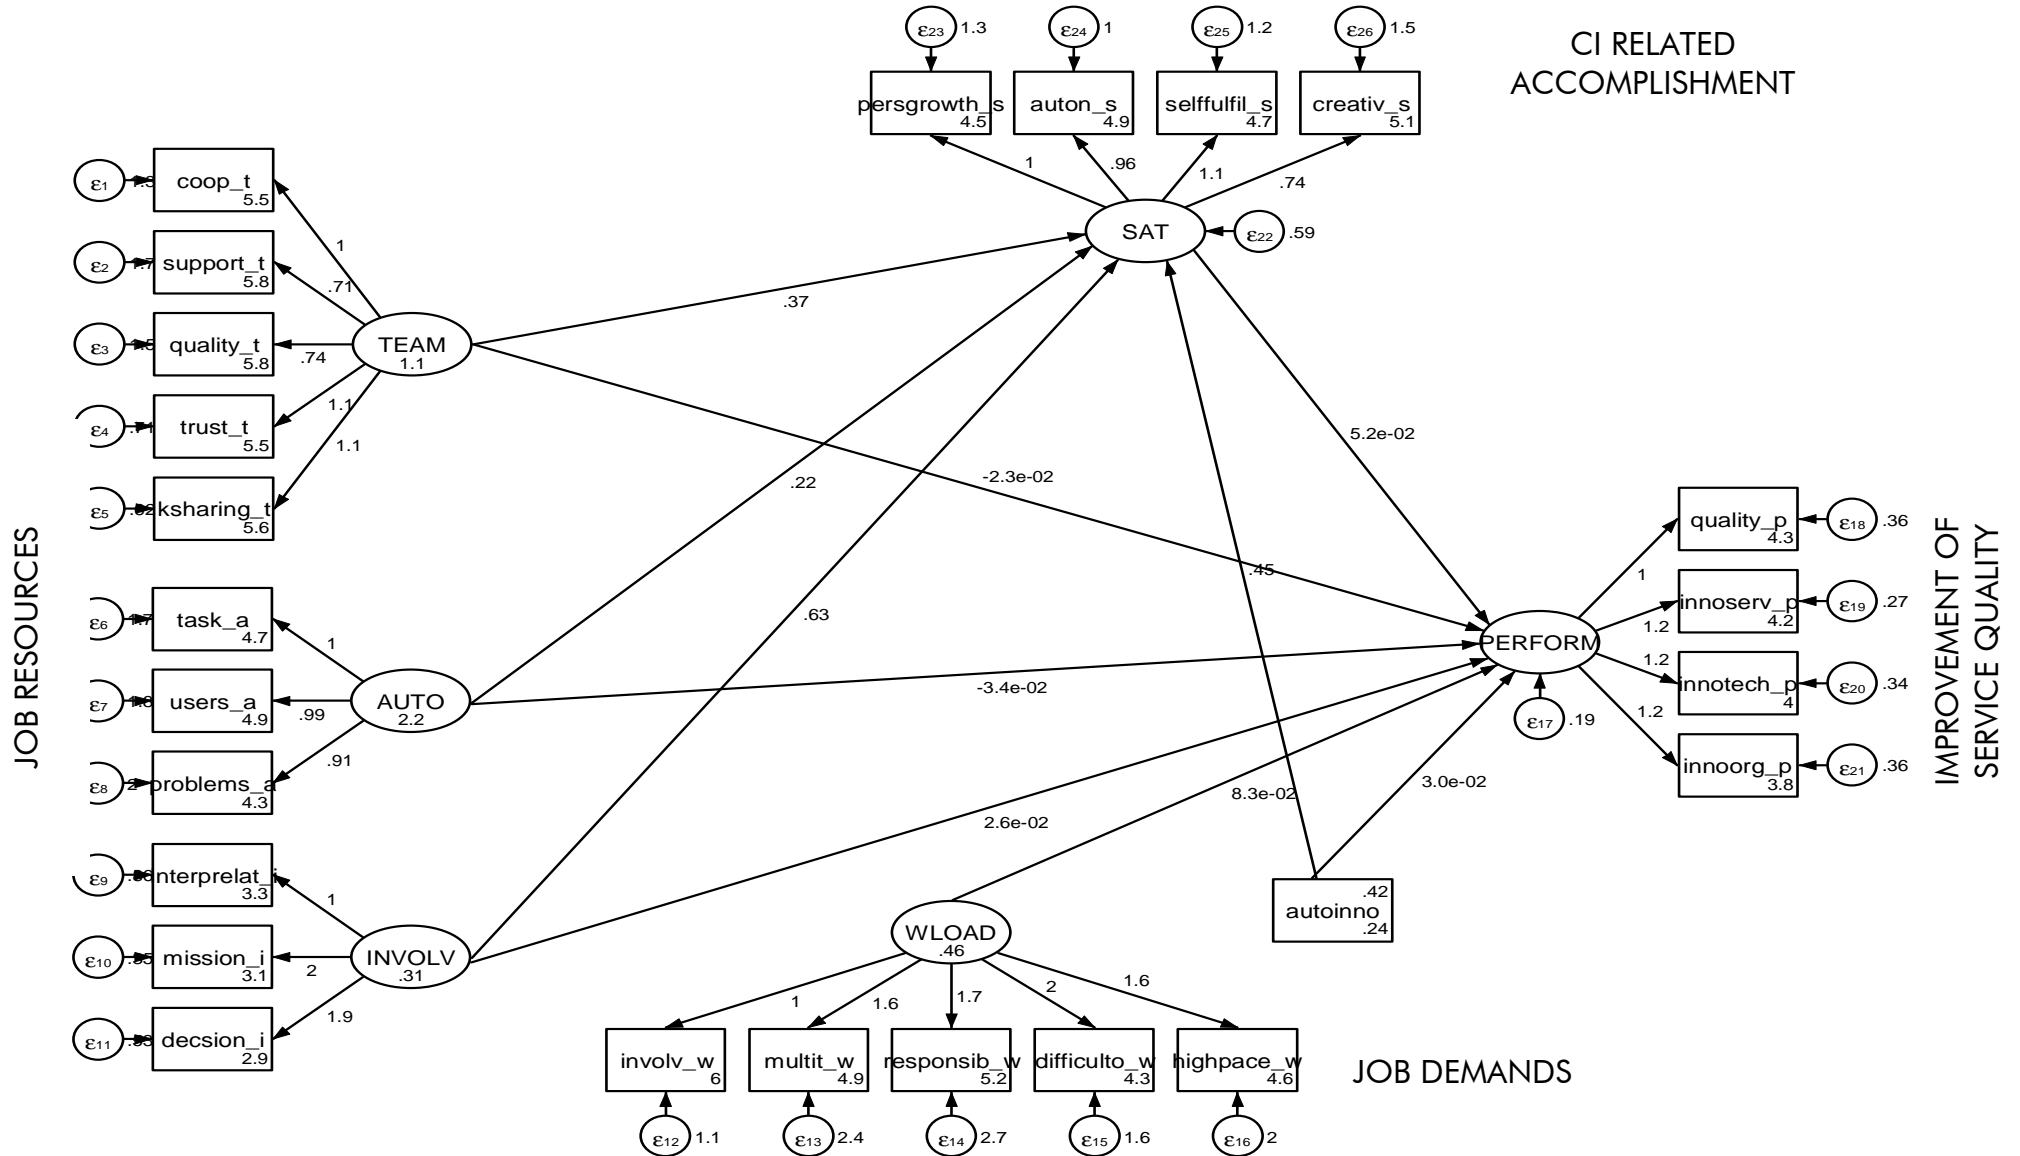 ε23 1.3
ε24 1
ε25 1.2
ε26 1.5
CI RELATED
ACCOMPLISHMENT
persgrowth_s
4.5
auton_s
4.9
selffulfil_s
4.7
creativ_s
5.1
1
.96
1.1
.74
SAT
ε22 .59
JOB RESOURCES
ε1
coop_t
5.5
ε2
support_t
5.8
ε3
quality_t
5.8
ε4
trust_t
5.5
ε5
ksharing_t
5.6
1
.71
.74
1.1
1.1
TEAM
1.1
ε6
task_a
4.7
ε7
users_a
4.9
ε8
problems_a
4.3
1
.99
.91
AUTO
2.2
ε9
nterprelat_i
3.3
ε10
mission_i
3.1
ε11
decsion_i
2.9
1
2
1.9
INVOLV
.31
.37
.22
.63
-2.3e-02
.45
5.2e-02
-3.4e-02
2.6e-02
8.3e-02
3.0e-02
PERFORM
ε17 .19
1
1.2
1.2
1.2
quality_p
4.3
ε18 .36
innoserv_p
4.2
ε19 .27
innotech_p
4
ε20 .34
innoorg_p
3.8
ε21 .36
IMPROVEMENT OF
SERVICE QUALITY
.42
autoinno
.24
WLOAD
.46
1
1.6
1.7
2
1.6
involv_w
6
multit_w
4.9
responsib_w
5.2
difficulto_w
4.3
highpace_w
4.6
JOB DEMANDS
ε12 1.1
ε13 2.4
ε14 2.7
ε15 1.6
ε16 2